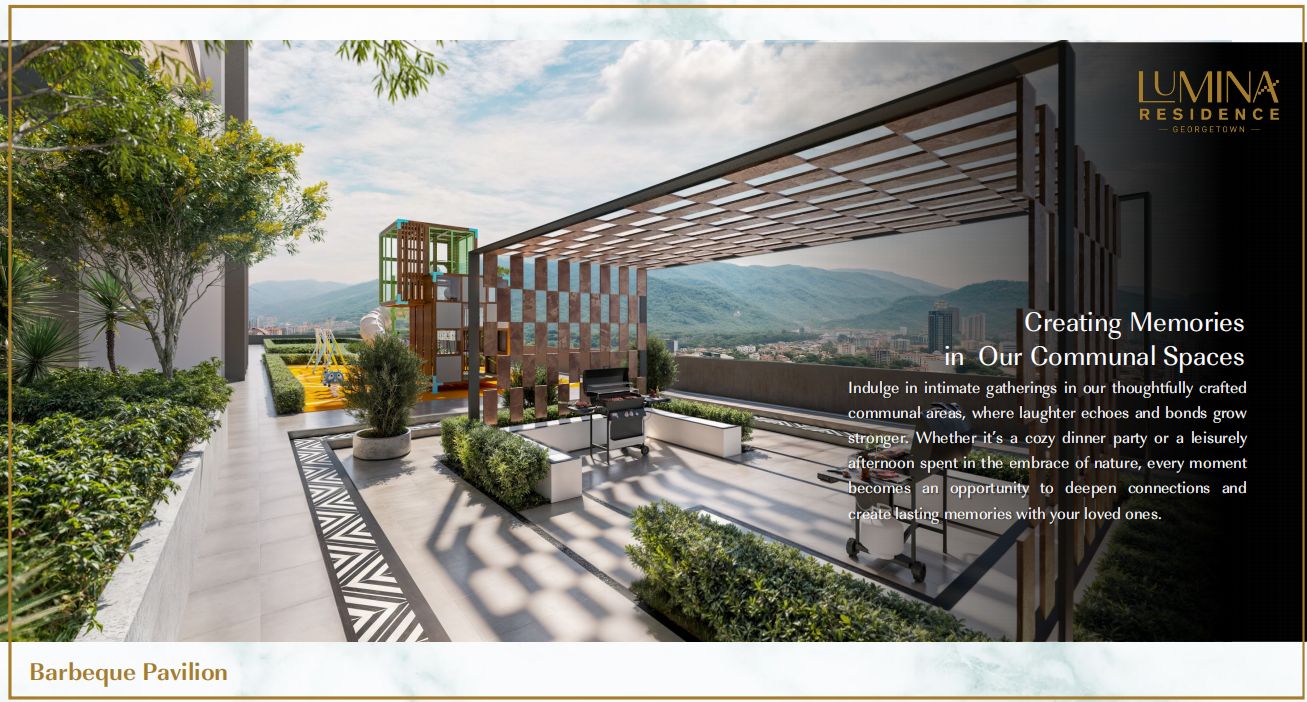 LUMINA
RESIDENCE
GEORGETOWN
Creating Memories
in Our Communal Spaces
Indulge in intimate gatherings in our thoughtfully crafted
communal areas, where laughter echoes and bonds grow
stronger. Whether it’s a cozy dinner party or a leisurely
afternoon spent in the embrace of nature, every moment
becomes an opportunity to deepen connections and
create lasting memories with your loved ones.
Barbeque Pavilion